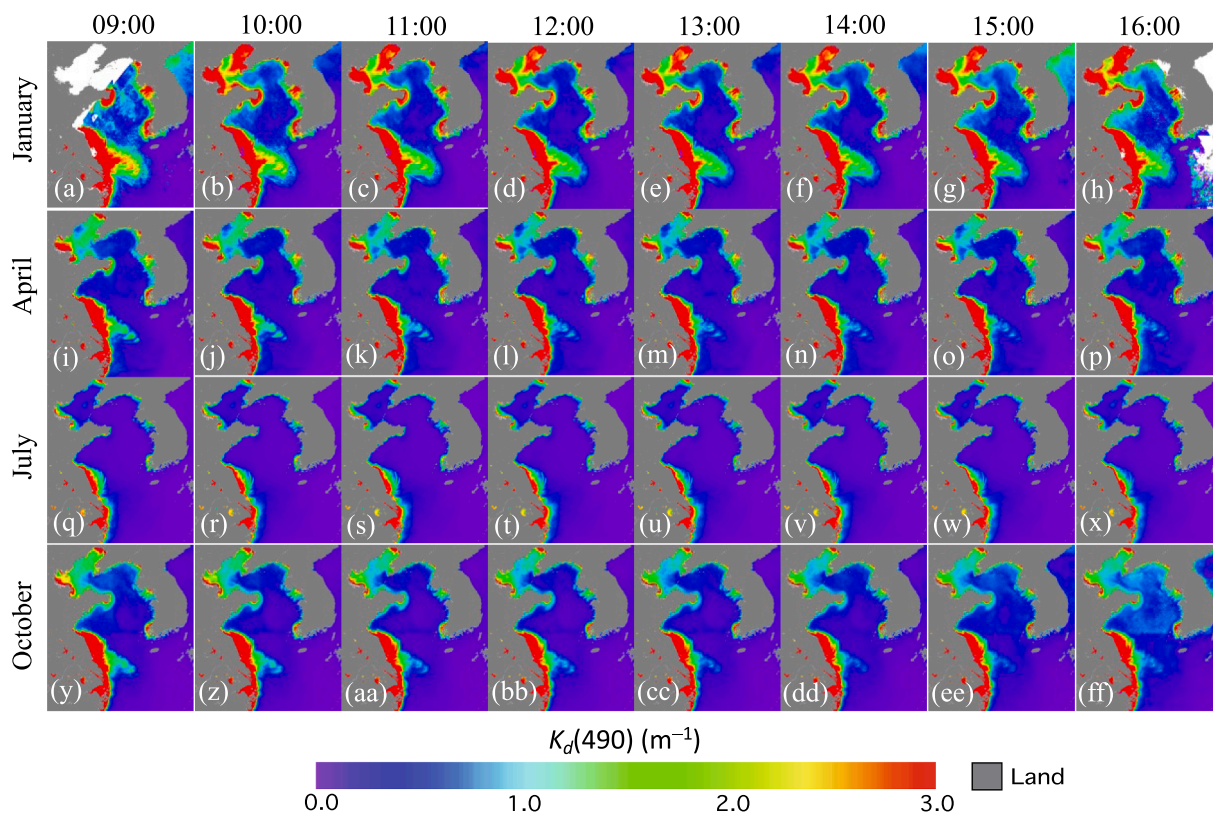 09:00 10:00 11:00 12:00 13:00 14:00 15:00 16:00
January
(a) (b) (c) (d) (e) (f) (g) (h)
April
(i) (j) (k) (l) (m) (n) (o) (p)
July
(q) (r) (s) (t) (u) (v) (w) (x)
October
(y) (z) (aa) (bb) (cc) (dd) (ee) (ff)
K_d(490) (m⁻¹)
Land
0.0 1.0 2.0 3.0